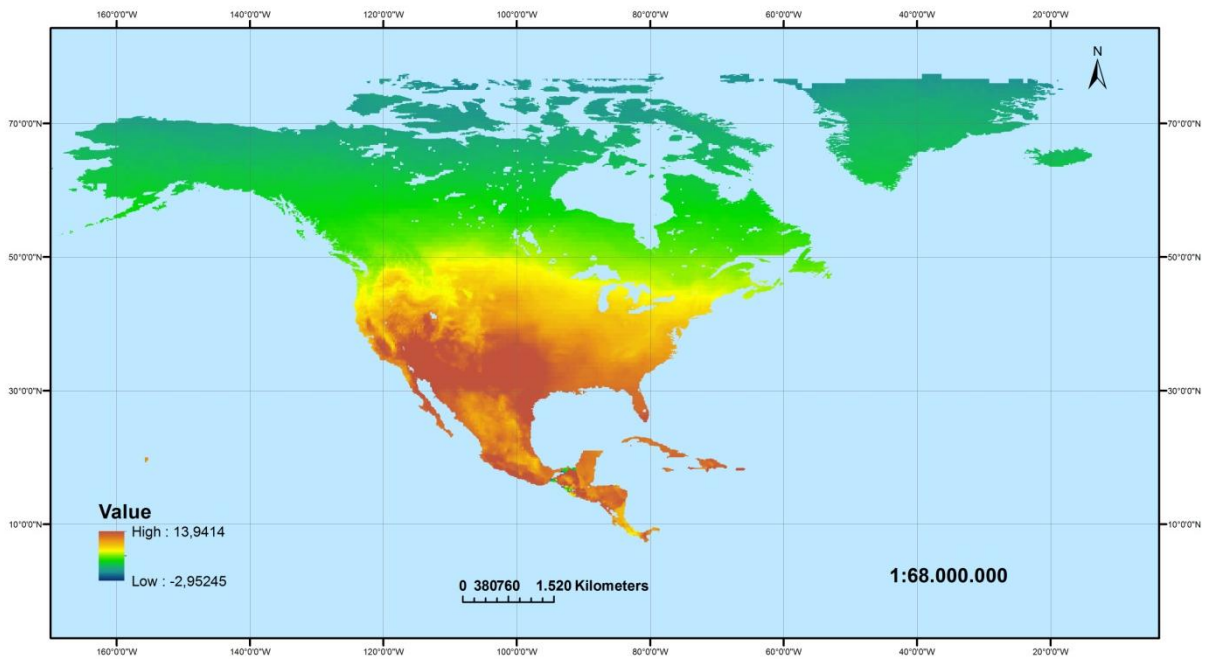 160°0'0"W 140°0'0"W 120°0'0"W 100°0'0"W 80°0'0"W 60°0'0"W 40°0'0"W 20°0'0"W
N
70°0'0"N 70°0'0"N
50°0'0"N 50°0'0"N
30°0'0"N 30°0'0"N
Value
High : 13,9414
10°0'0"N 10°0'0"N
Low : -2,95245
0 380760 1.520 Kilometers
1:68.000.000
160°0'0"W 140°0'0"W 120°0'0"W 100°0'0"W 80°0'0"W 60°0'0"W 40°0'0"W 20°0'0"W